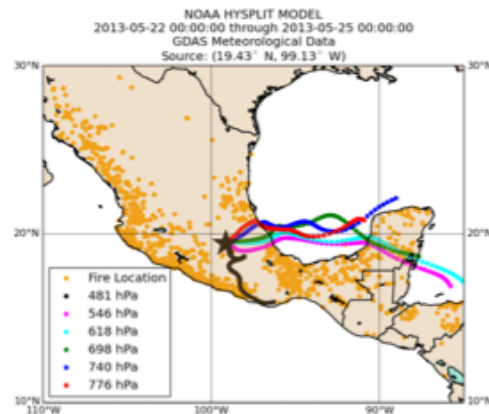 NOAA HYSPLIT MODEL
2013-05-22 00:00:00 through 2013-05-25 00:00:00
GDAS Meteorological Data
Source: (19.43° N, 99.13° W)
30°N
30°N
20°N
20°N
Fire Location
481 hPa
546 hPa
618 hPa
698 hPa
740 hPa
776 hPa
10°N
10°N
110°W
100°W
90°W